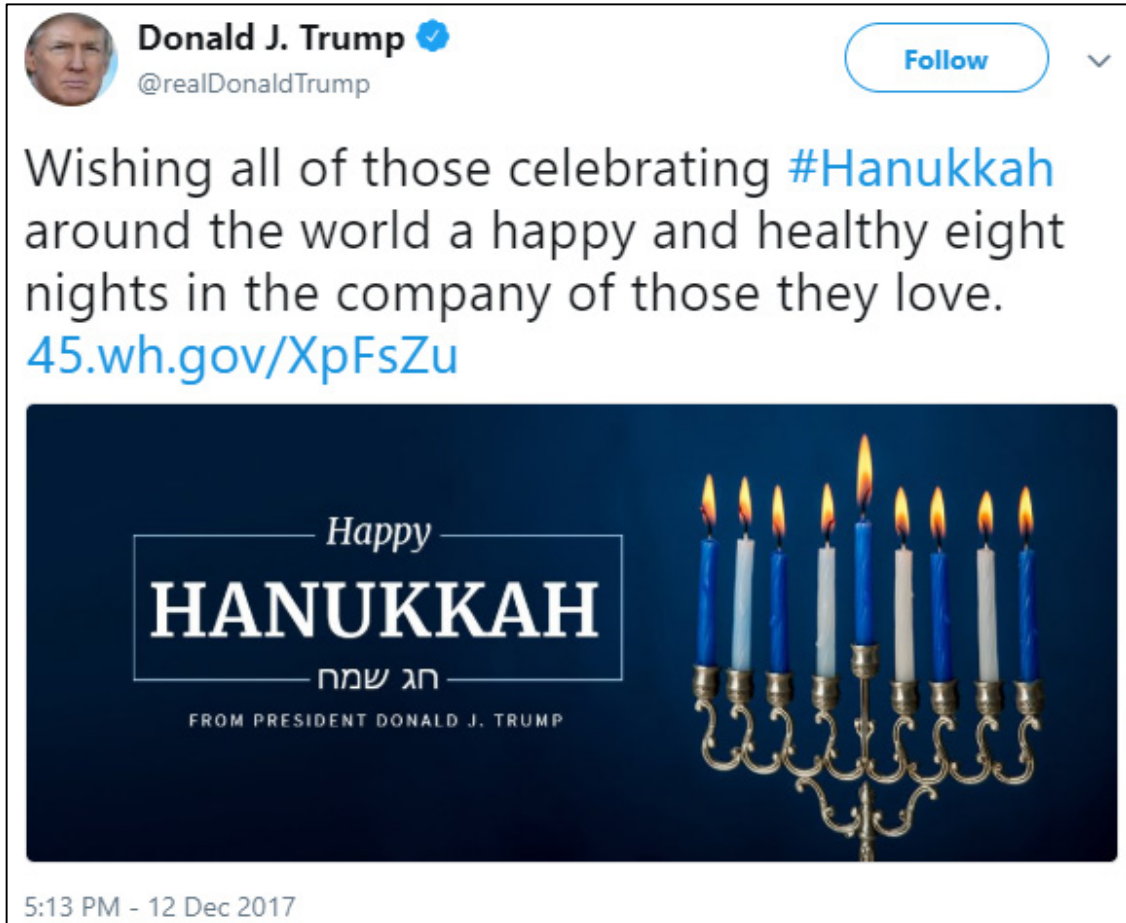 Donald J. Trump
@realDonaldTrump
Follow
Wishing all of those celebrating #Hanukkah
around the world a happy and healthy eight
nights in the company of those they love.
45.wh.gov/XpFsZu
Happy
HANUKKAH
חג שמח
FROM PRESIDENT DONALD J. TRUMP
5:13 PM - 12 Dec 2017